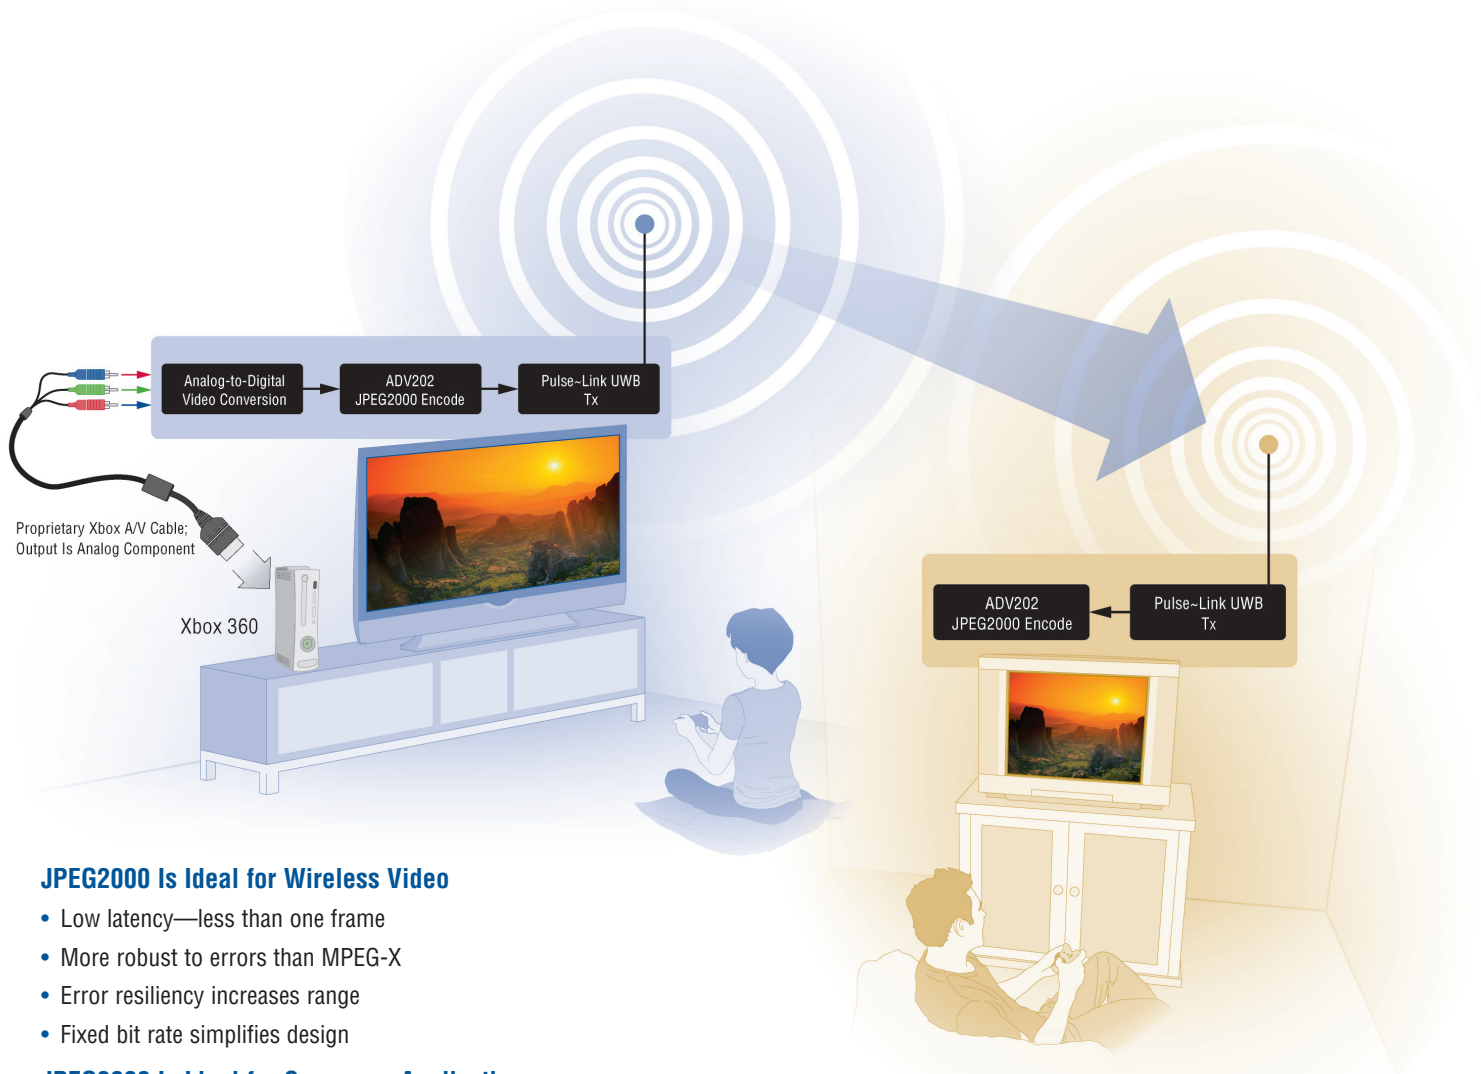 Analog-to-Digital
Video Conversion
ADV202
JPEG2000 Encode
Pulse~Link UWB
Tx
Proprietary Xbox A/V Cable;
Output Is Analog Component
Xbox 360
ADV202
JPEG2000 Encode
Pulse~Link UWB
Tx
JPEG2000 Is Ideal for Wireless Video
• Low latency—less than one frame
• More robust to errors than MPEG-X
• Error resiliency increases range
• Fixed bit rate simplifies design